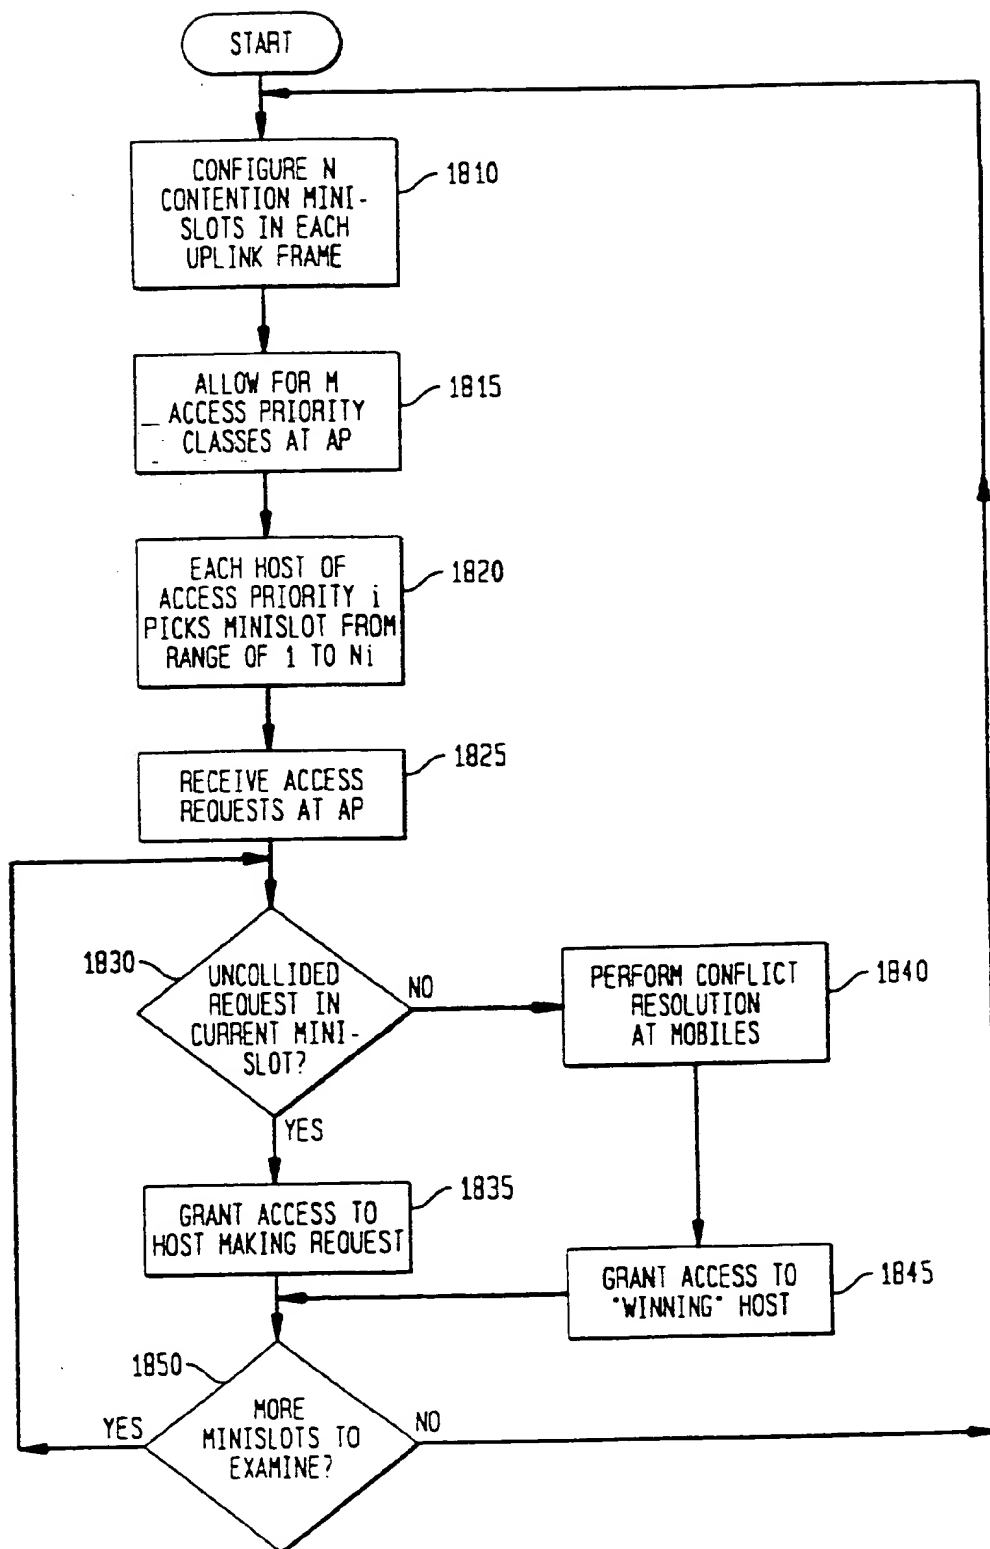 START
CONFIGURE N
CONTENTION MINI-
SLOTS IN EACH
UPLINK FRAME
1810
ALLOW FOR M
ACCESS PRIORITY
CLASSES AT AP
1815
EACH HOST OF
ACCESS PRIORITY i
PICKS MINISLOT FROM
RANGE OF 1 TO Ni
1820
RECEIVE ACCESS
REQUESTS AT AP
1825
1830
UNCOLLIDED
REQUEST IN
CURRENT MINI-
SLOT?
NO
YES
PERFORM CONFLICT
RESOLUTION
AT MOBILES
1840
GRANT ACCESS TO
HOST MAKING REQUEST
1835
GRANT ACCESS TO
"WINNING" HOST
1845
1850
MORE
MINISLOTS TO
EXAMINE?
YES
NO